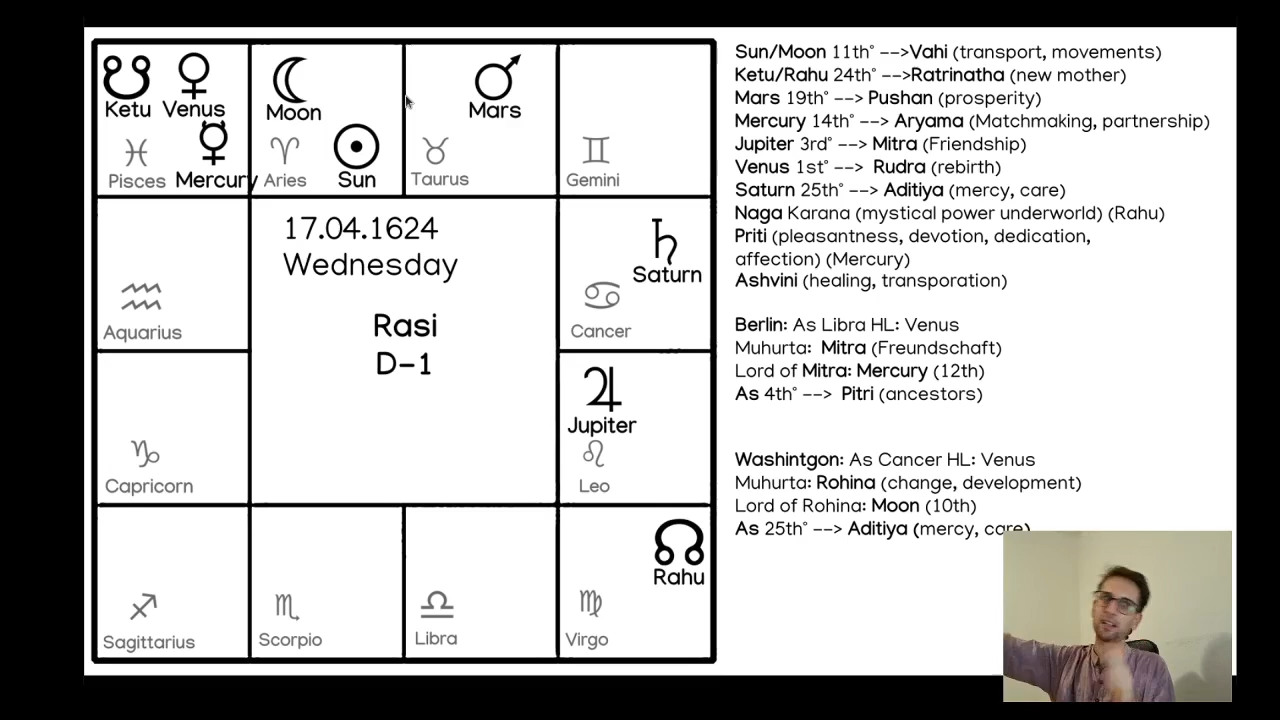 Ketu Venus
Moon
Mars
Pisces Mercury
Aries Sun
Taurus
Gemini
17.04.1624
Wednesday
Saturn
Aquarius
Rasi
D-1
Cancer
Jupiter
Capricorn
Leo
Rahu
Sagittarius
Scorpio
Libra
Virgo
Sun/Moon 11th° -->Vahi (transport, movements)
Ketu/Rahu 24th° -->Ratrinatha (new mother)
Mars 19th° --> Pushan (prosperity)
Mercury 14th° --> Aryama (Matchmaking, partnership)
Jupiter 3rd° --> Mitra (Friendship)
Venus 1st° --> Rudra (rebirth)
Saturn 25th° --> Aditiya (mercy, care)
Naga Karana (mystical power underworld) (Rahu)
Priti (pleasantness, devotion, dedication,
affection) (Mercury)
Ashvini (healing, transporation)
Berlin: As Libra HL: Venus
Muhurta: Mitra (Freundschaft)
Lord of Mitra: Mercury (12th)
As 4th° --> Pitri (ancestors)
Washintgon: As Cancer HL: Venus
Muhurta: Rohina (change, development)
Lord of Rohina: Moon (10th)
As 25th° --> Aditiya (mercy, care)